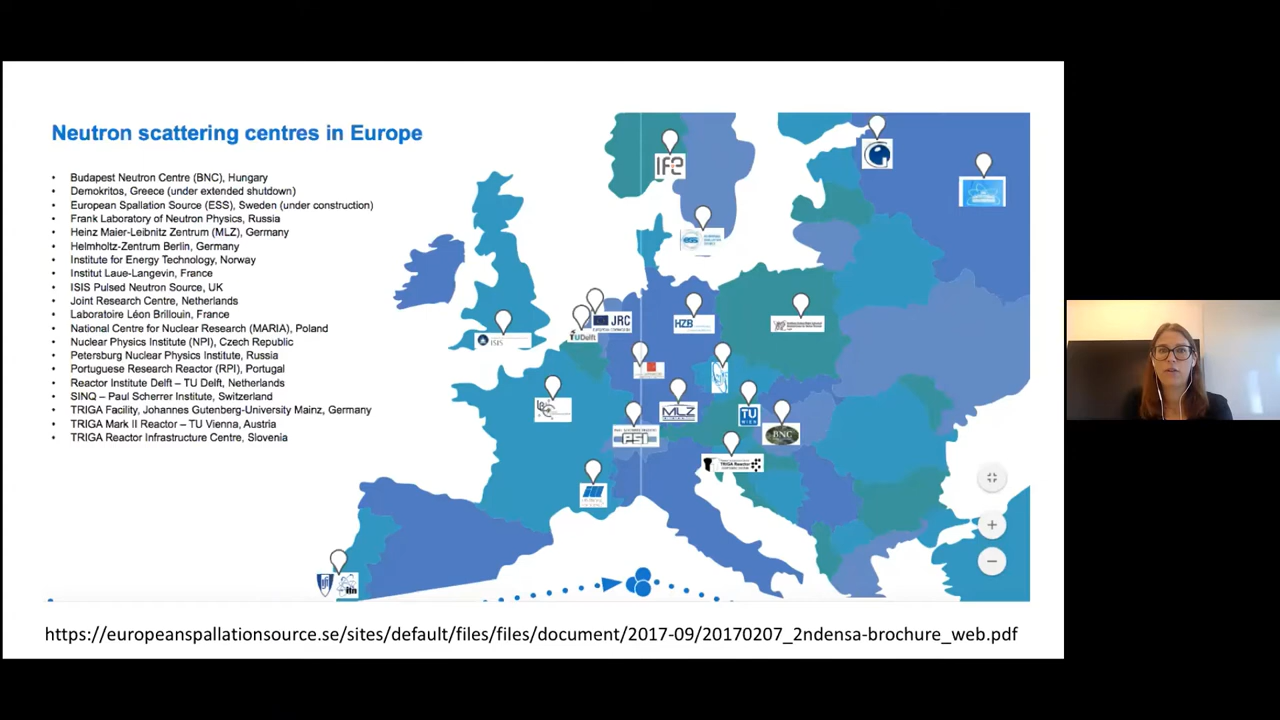 Neutron scattering centres in Europe
• Budapest Neutron Centre (BNC), Hungary
• Demokritos, Greece (under extended shutdown)
• European Spallation Source (ESS), Sweden (under construction)
• Frank Laboratory of Neutron Physics, Russia
• Heinz Maier-Leibnitz Zentrum (MLZ), Germany
• Helmholtz-Zentrum Berlin, Germany
• Institute for Energy Technology, Norway
• Institut Laue-Langevin, France
• ISIS Pulsed Neutron Source, UK
• Joint Research Centre, Netherlands
• Laboratoire Léon Brillouin, France
• National Centre for Nuclear Research (MARIA), Poland
• Nuclear Physics Institute (NPI), Czech Republic
• Petersburg Nuclear Physics Institute, Russia
• Portuguese Research Reactor (RPI), Portugal
• Reactor Institute Delft – TU Delft, Netherlands
• SINQ – Paul Scherrer Institute, Switzerland
• TRIGA Facility, Johannes Gutenberg-University Mainz, Germany
• TRIGA Mark II Reactor – TU Vienna, Austria
• TRIGA Reactor Infrastructure Centre, Slovenia
IFE
ess
JRC
EUROPEAN COMMISSION
TUDelft
HZB
ISIS
MLZ
TU
WIEN
BNC
PSI
TRIGA Reactor
itn
+
−
https://europeanspallationsource.se/sites/default/files/files/document/2017-09/20170207_2ndensa-brochure_web.pdf